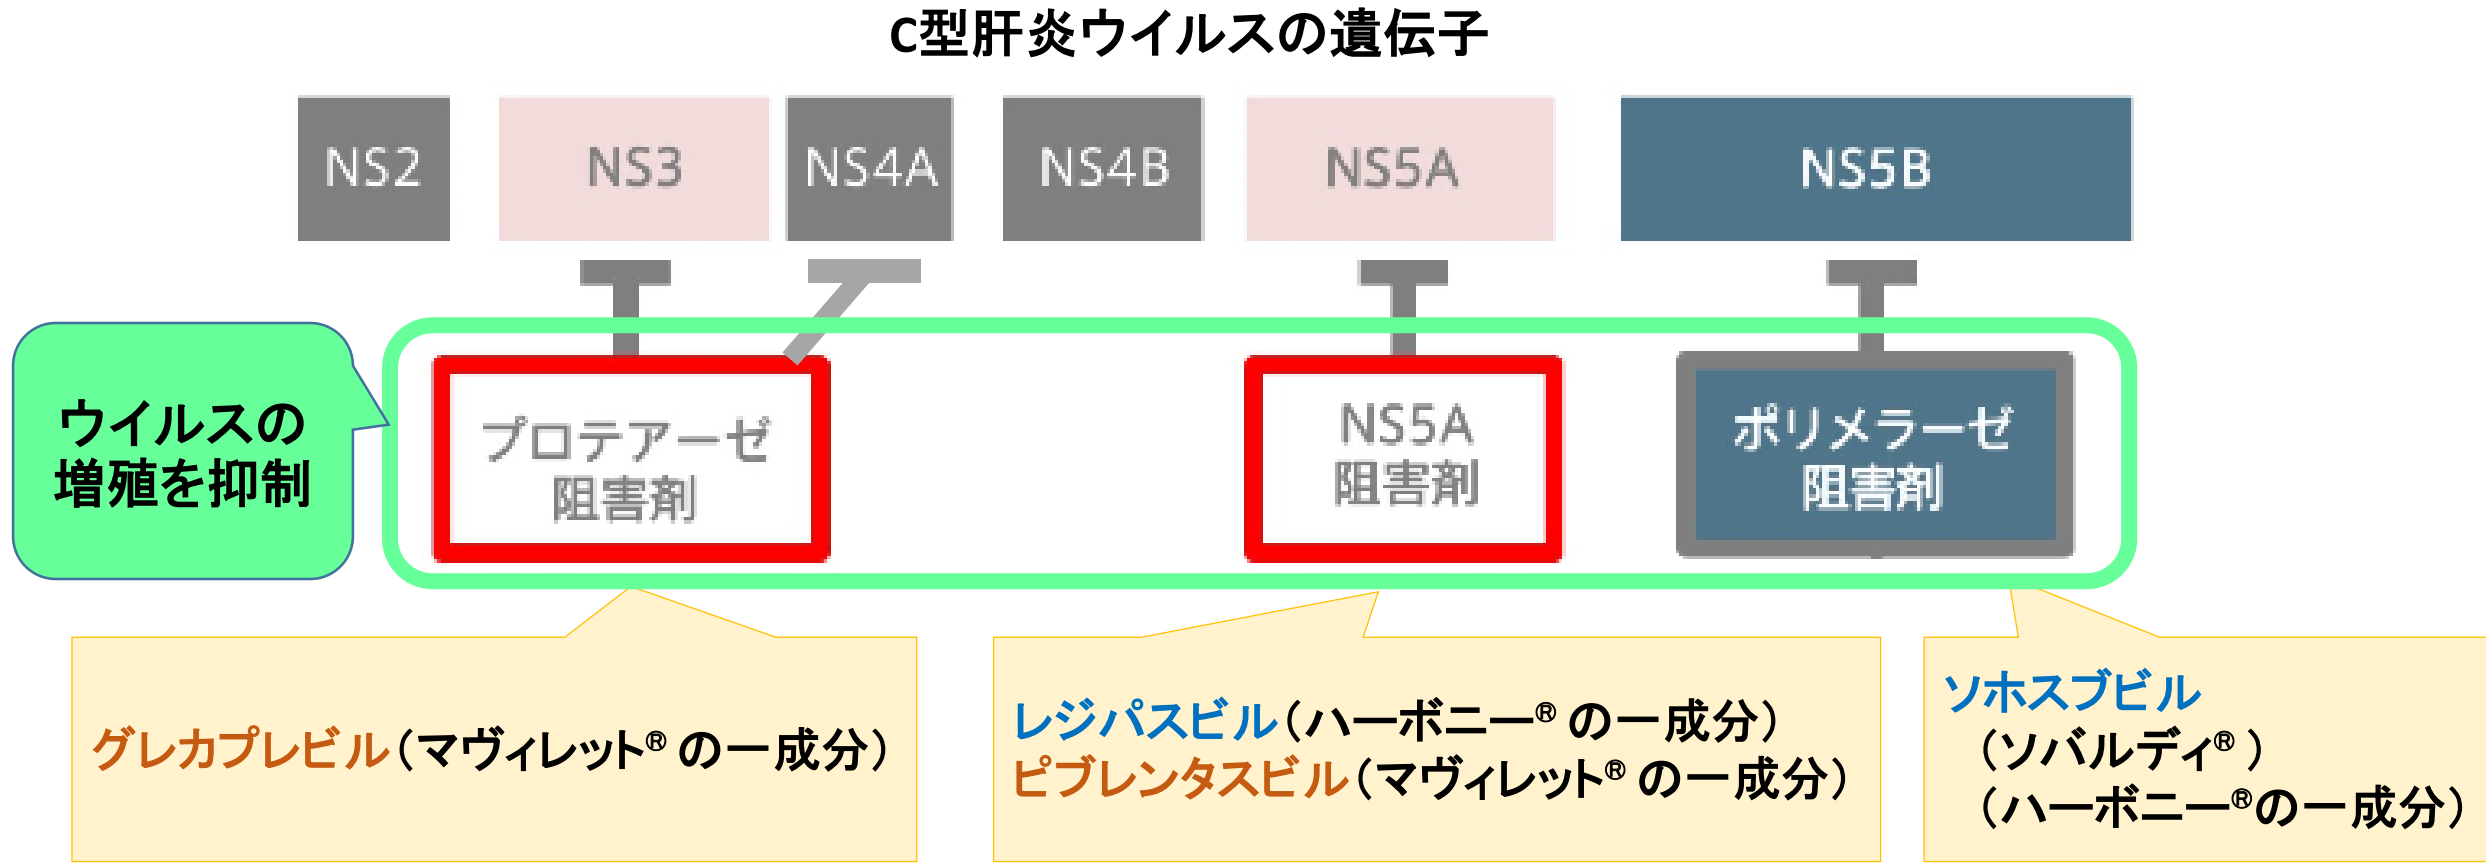 C型肝炎ウイルスの遺伝子
NS2
NS3
NS4A
NS4B
NS5A
NS5B
ウイルスの
増殖を抑制
プロテアーゼ
阻害剤
NS5A
阻害剤
ポリメラーゼ
阻害剤
グレカプレビル（マヴィレット®の一成分）
レジパスビル（ハーボニー®の一成分）
ピブレンタスビル（マヴィレット®の一成分）
ソホスブビル
（ソバルディ®）
（ハーボニー®の一成分）